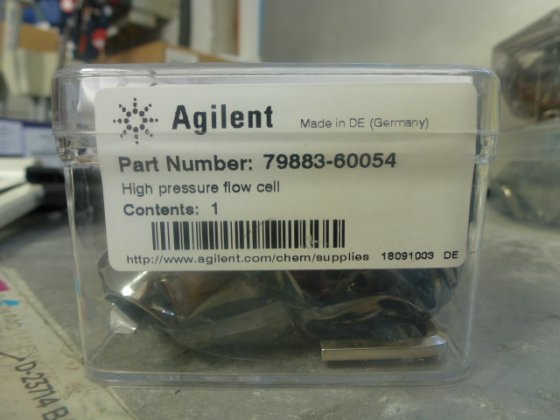 Agilent Made in DE (Germany)
Part Number: 79883-60054
High pressure flow cell
Contents: 1
http://www.agilent.com/chem/supplies 18091003 DE
D-23714 B